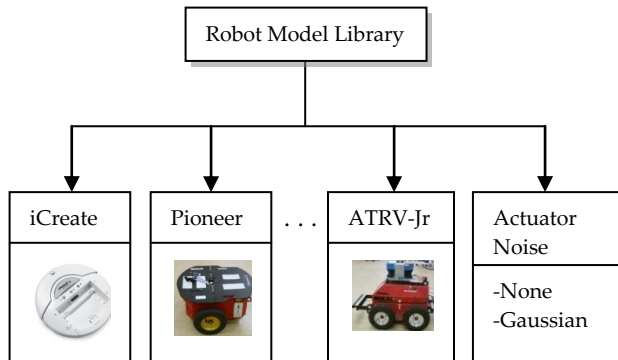 Robot Model Library
iCreate
Pioneer
. . .
ATRV-Jr
Actuator
Noise
-None
-Gaussian